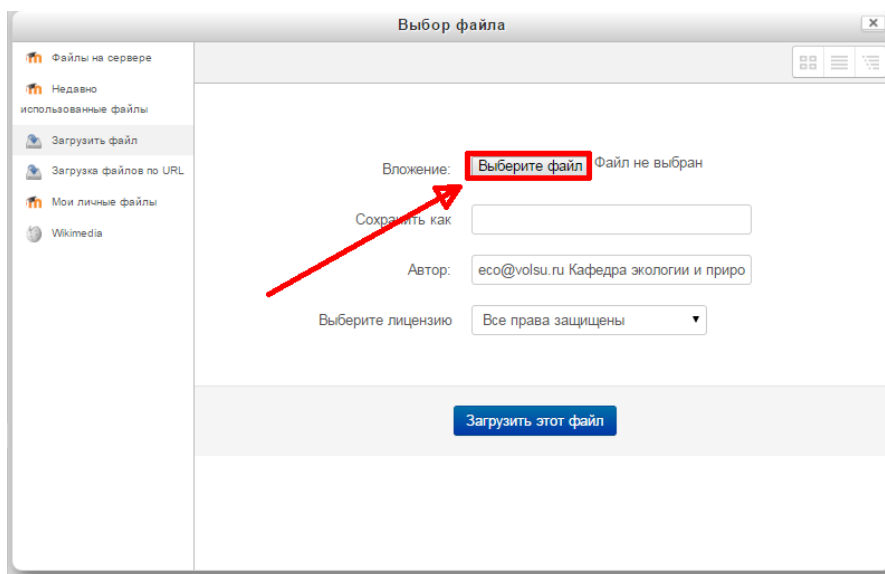 Выбор файла
Файлы на сервере
Недавно
использованные файлы
Загрузить файл
Загрузка файлов по URL
Мои личные файлы
Wikimedia
Вложение: Выберите файл Файл не выбран
Сохранить как
Автор: eco@volsu.ru Кафедра экологии и приро
Выберите лицензию Все права защищены
Загрузить этот файл